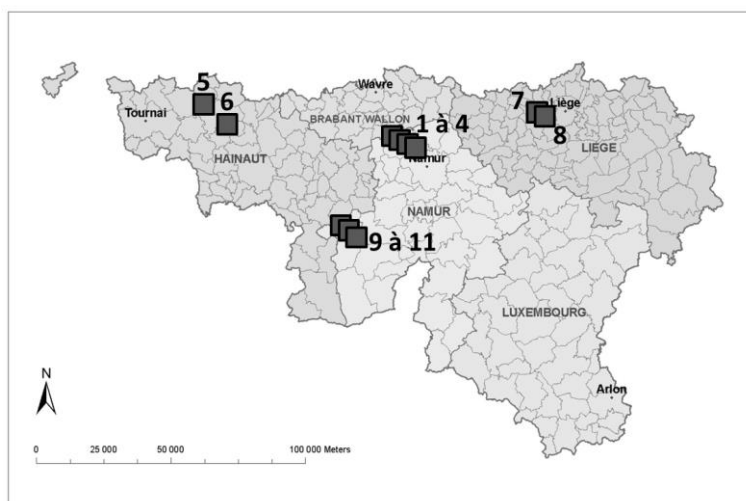 Wavre
5
7
Liège
6
Tournai
BRABANT WALLON
1 à 4
8
HAINAUT
LIEGE
Namur
NAMUR
9 à 11
LUXEMBOURG
N
Arlon
0 25 000 50 000 100 000 Meters